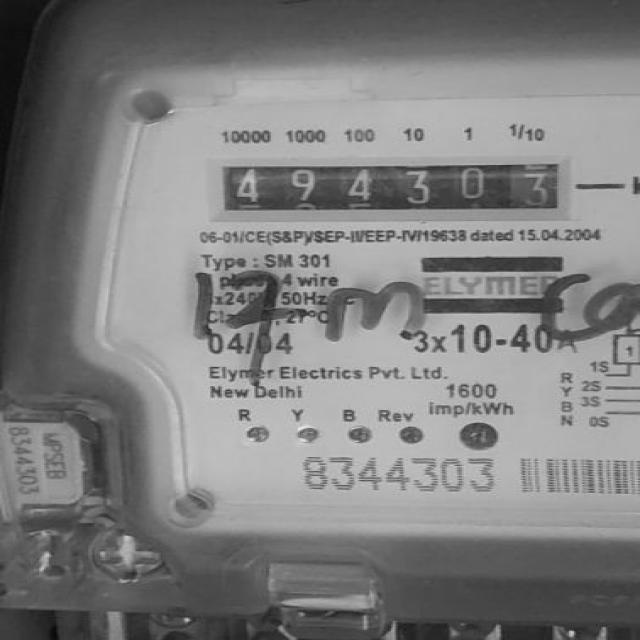 10000 1000 100 10 1 1/10
4 9 4 3 0 3
06-01/CE(S&P)/SEP-II/EEP-IV/19638 dated 15.04.2004
Type : SM 301
4 wire
ELYMER
50Hz
27°C
17 m
04/04
3x10-40A
Elymer Electrics Pvt. Ltd.
New Delhi
1600
imp/kWh
R Y B Rev
R 1S
Y 2S
B 3S
N 0S
1
8344303
MPSEB
8344303